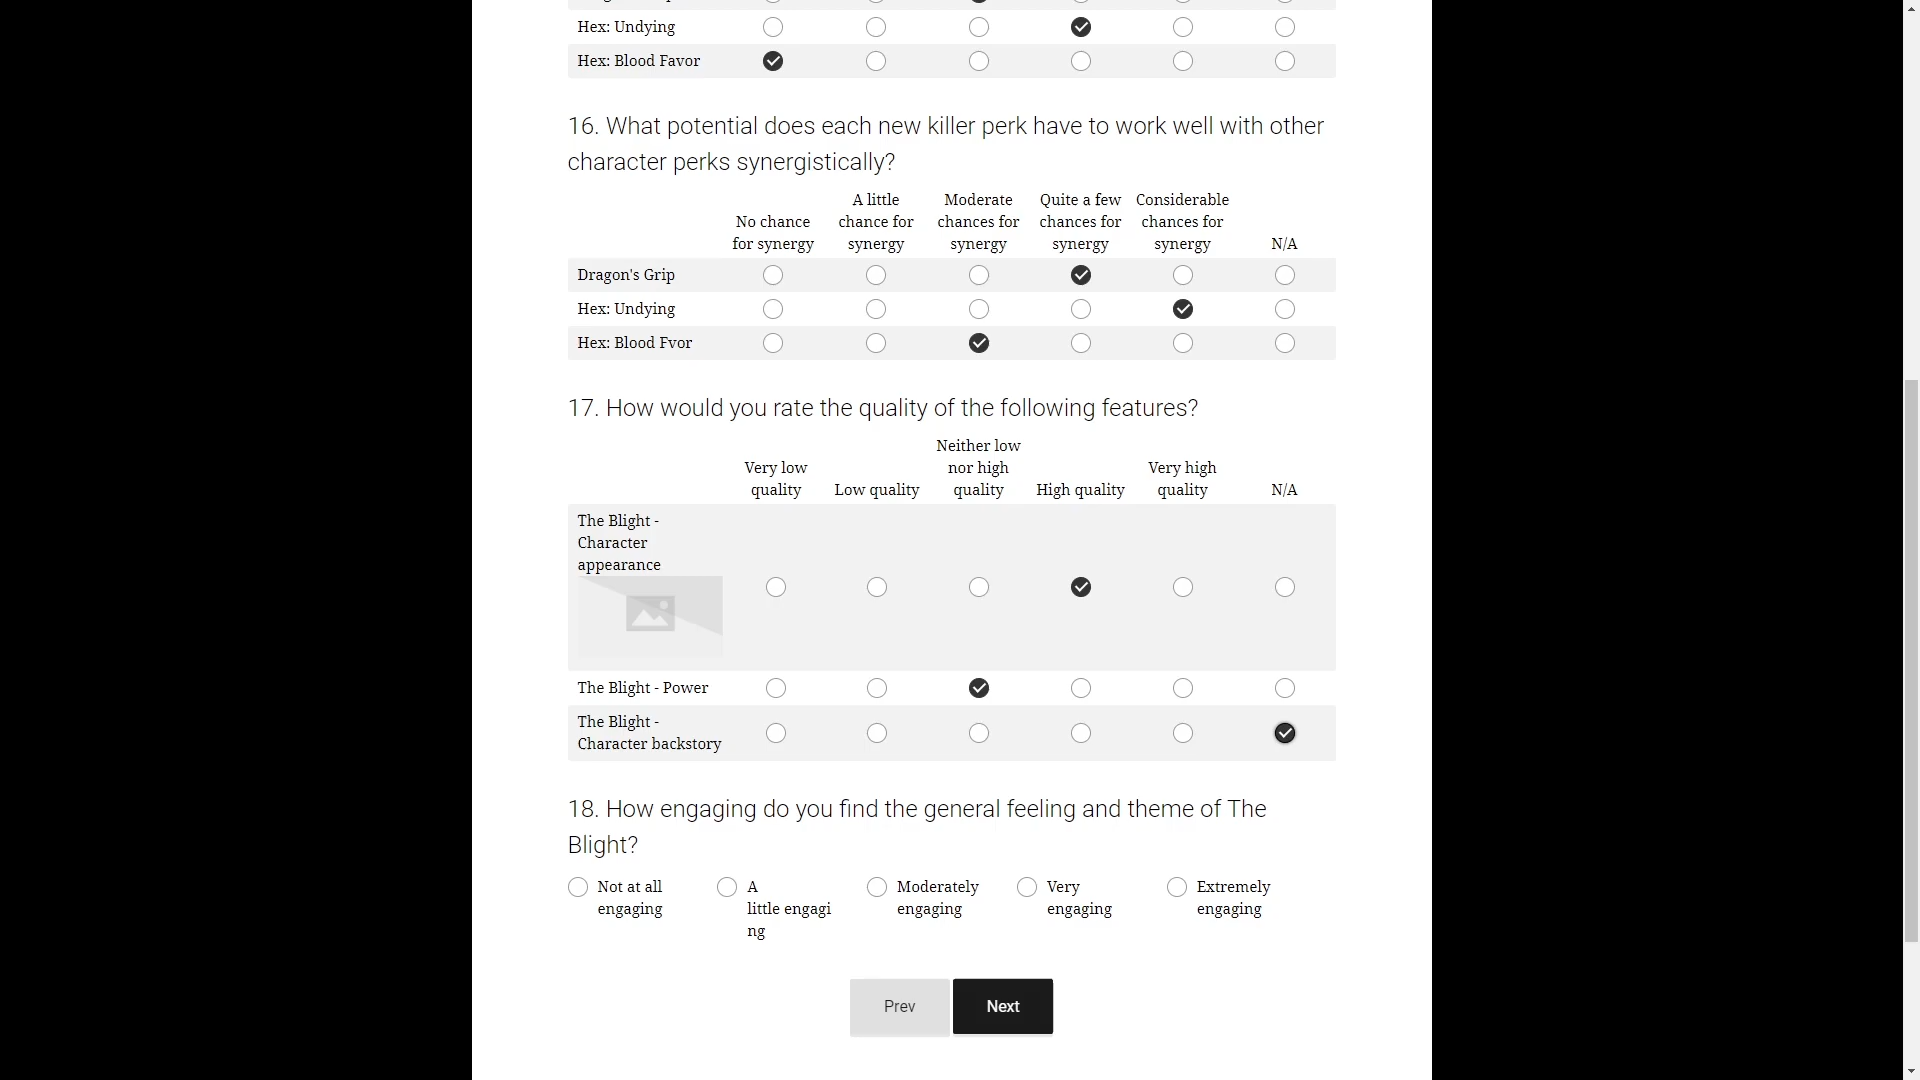 Hex: Undying
Hex: Blood Favor
16. What potential does each new killer perk have to work well with other
character perks synergistically?
No chance
for synergy
A little
chance for
synergy
Moderate
chances for
synergy
Quite a few
chances for
synergy
Considerable
chances for
synergy
N/A
Dragon's Grip
Hex: Undying
Hex: Blood Fvor
17. How would you rate the quality of the following features?
Very low
quality
Low quality
Neither low
nor high
quality
High quality
Very high
quality
N/A
The Blight -
Character
appearance
The Blight - Power
The Blight -
Character backstory
18. How engaging do you find the general feeling and theme of The
Blight?
Not at all
engaging
A
little engagi
ng
Moderately
engaging
Very
engaging
Extremely
engaging
Prev
Next